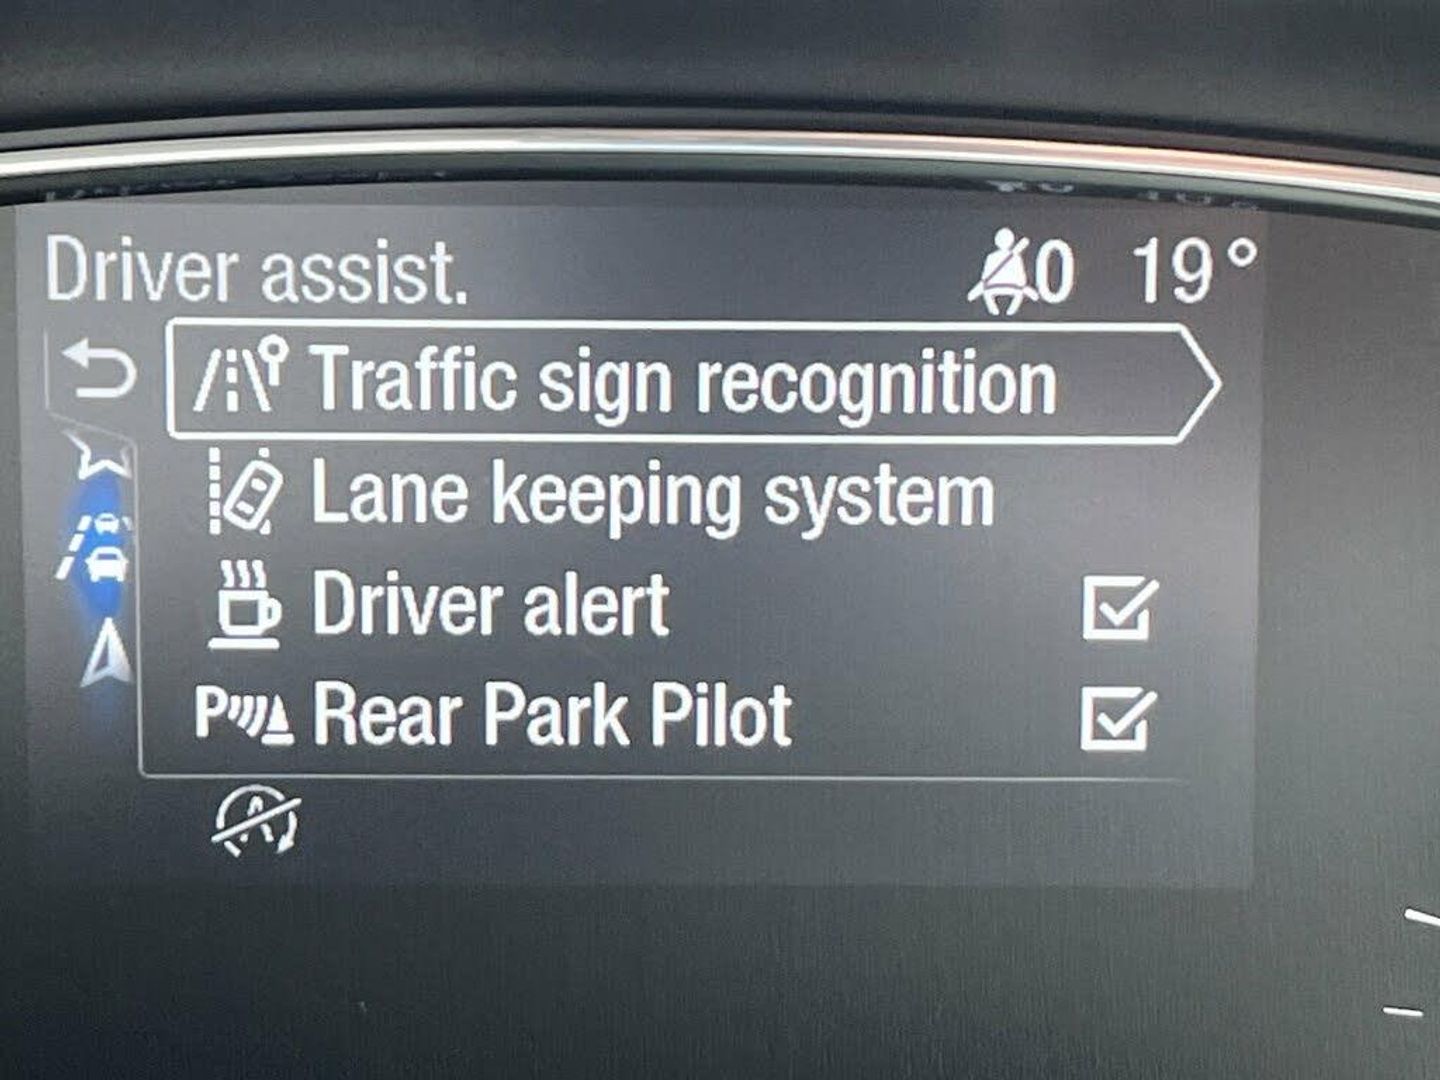 Driver assist. 0 19°
Traffic sign recognition
Lane keeping system
Driver alert
P Rear Park Pilot
A